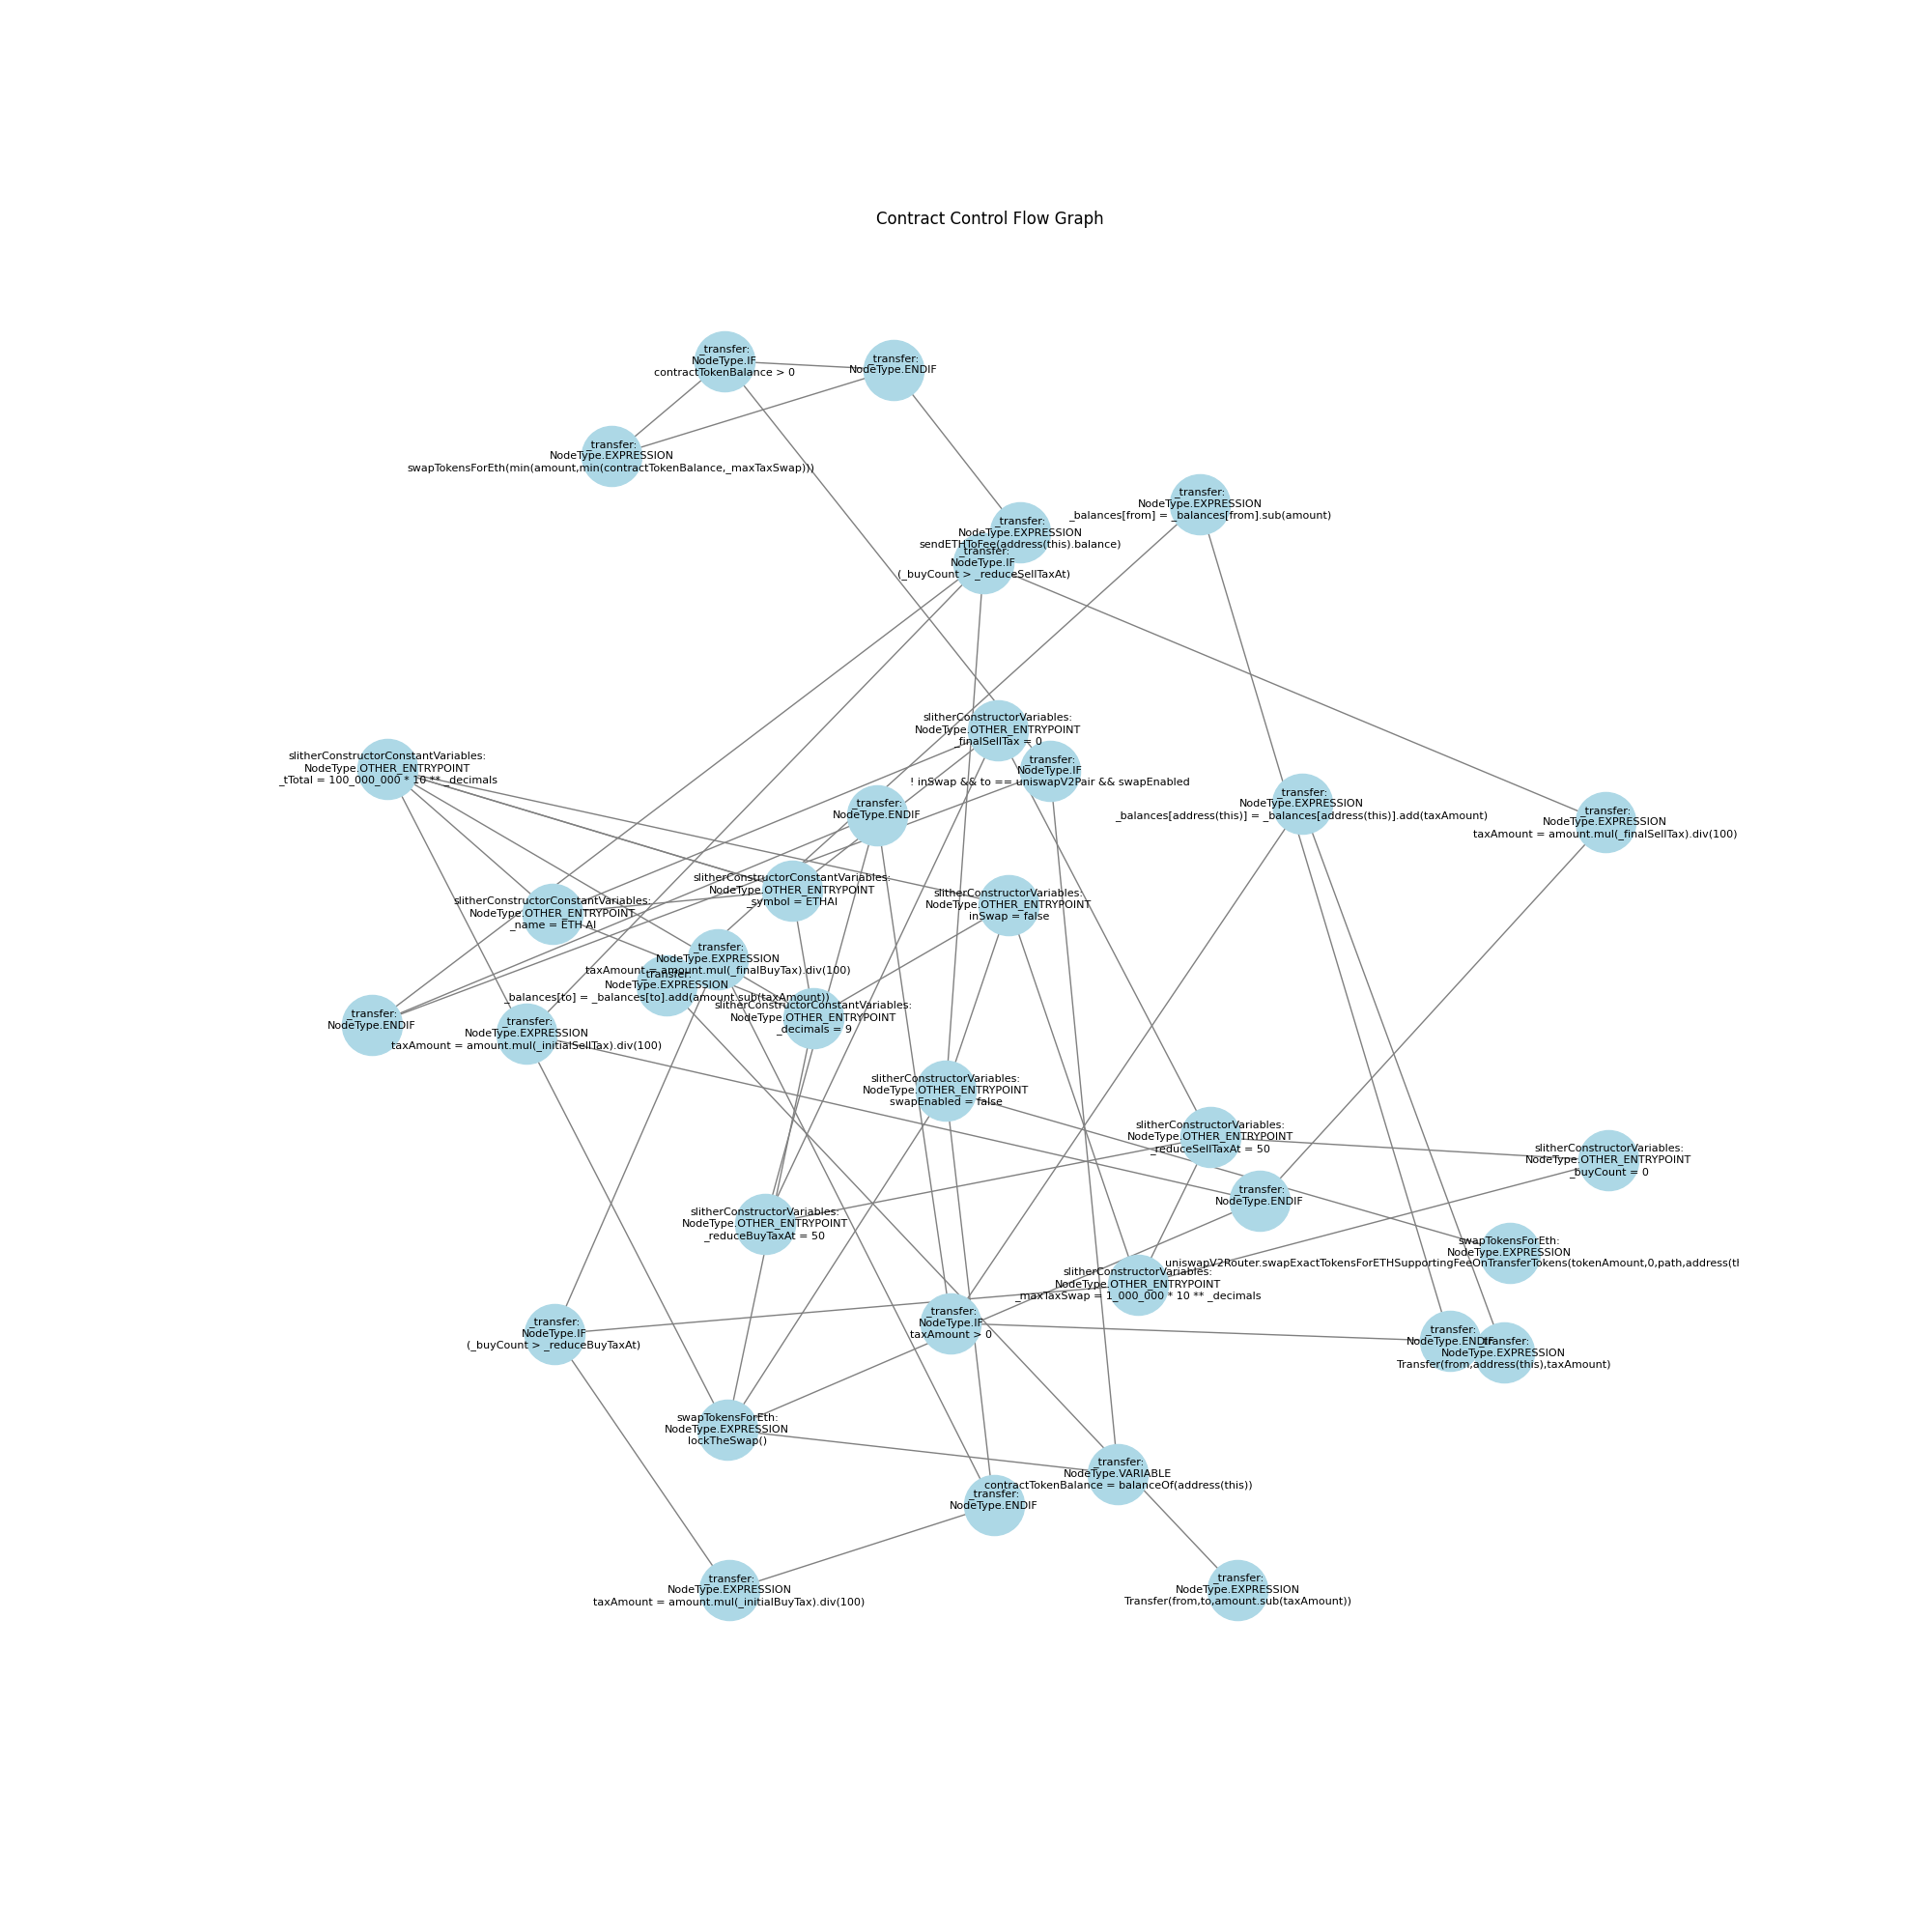 Contract Control Flow Graph
_transfer:
NodeType.IF
contractTokenBalance > 0
_transfer:
NodeType.ENDIF
_transfer:
NodeType.EXPRESSION
swapTokensForEth(min(amount,min(contractTokenBalance,_maxTaxSwap)))
_transfer:
NodeType.EXPRESSION
_balances[from] = _balances[from].sub(amount)
_transfer:
NodeType.EXPRESSION
sendETHToFee(address(this).balance)
_transfer:
NodeType.IF
(_buyCount > _reduceSellTaxAt)
slitherConstructorVariables:
NodeType.OTHER_ENTRYPOINT
_finalSellTax = 0
slitherConstructorConstantVariables:
NodeType.OTHER_ENTRYPOINT
_tTotal = 100_000_000 * 10 ** _decimals
_transfer:
NodeType.IF
! inSwap && to == uniswapV2Pair && swapEnabled
_transfer:
NodeType.ENDIF
_transfer:
NodeType.EXPRESSION
_balances[address(this)] = _balances[address(this)].add(taxAmount)
_transfer:
NodeType.EXPRESSION
taxAmount = amount.mul(_finalSellTax).div(100)
slitherConstructorConstantVariables:
NodeType.OTHER_ENTRYPOINT
_symbol = ETHAI
slitherConstructorConstantVariables:
NodeType.OTHER_ENTRYPOINT
_name = ETH AI
slitherConstructorVariables:
NodeType.OTHER_ENTRYPOINT
inSwap = false
_transfer:
NodeType.EXPRESSION
taxAmount = amount.mul(_finalBuyTax).div(100)
_transfer:
NodeType.EXPRESSION
_balances[to] = _balances[to].add(amount.sub(taxAmount))
slitherConstructorConstantVariables:
NodeType.OTHER_ENTRYPOINT
_decimals = 9
_transfer:
NodeType.ENDIF
_transfer:
NodeType.EXPRESSION
taxAmount = amount.mul(_initialSellTax).div(100)
slitherConstructorVariables:
NodeType.OTHER_ENTRYPOINT
swapEnabled = false
slitherConstructorVariables:
NodeType.OTHER_ENTRYPOINT
_reduceSellTaxAt = 50
slitherConstructorVariables:
NodeType.OTHER_ENTRYPOINT
_buyCount = 0
_transfer:
NodeType.ENDIF
slitherConstructorVariables:
NodeType.OTHER_ENTRYPOINT
_reduceBuyTaxAt = 50
swapTokensForEth:
NodeType.EXPRESSION
uniswapV2Router.swapExactTokensForETHSupportingFeeOnTransferTokens(tokenAmount,0,path,address(tl
slitherConstructorVariables:
NodeType.OTHER_ENTRYPOINT
_maxTaxSwap = 1_000_000 * 10 ** _decimals
_transfer:
NodeType.IF
taxAmount > 0
_transfer:
NodeType.IF
(_buyCount > _reduceBuyTaxAt)
_transfer:
NodeType.ENDIF
_transfer:
NodeType.EXPRESSION
Transfer(from,address(this),taxAmount)
swapTokensForEth:
NodeType.EXPRESSION
lockTheSwap()
_transfer:
NodeType.VARIABLE
contractTokenBalance = balanceOf(address(this))
_transfer:
NodeType.ENDIF
_transfer:
NodeType.EXPRESSION
taxAmount = amount.mul(_initialBuyTax).div(100)
_transfer:
NodeType.EXPRESSION
Transfer(from,to,amount.sub(taxAmount))